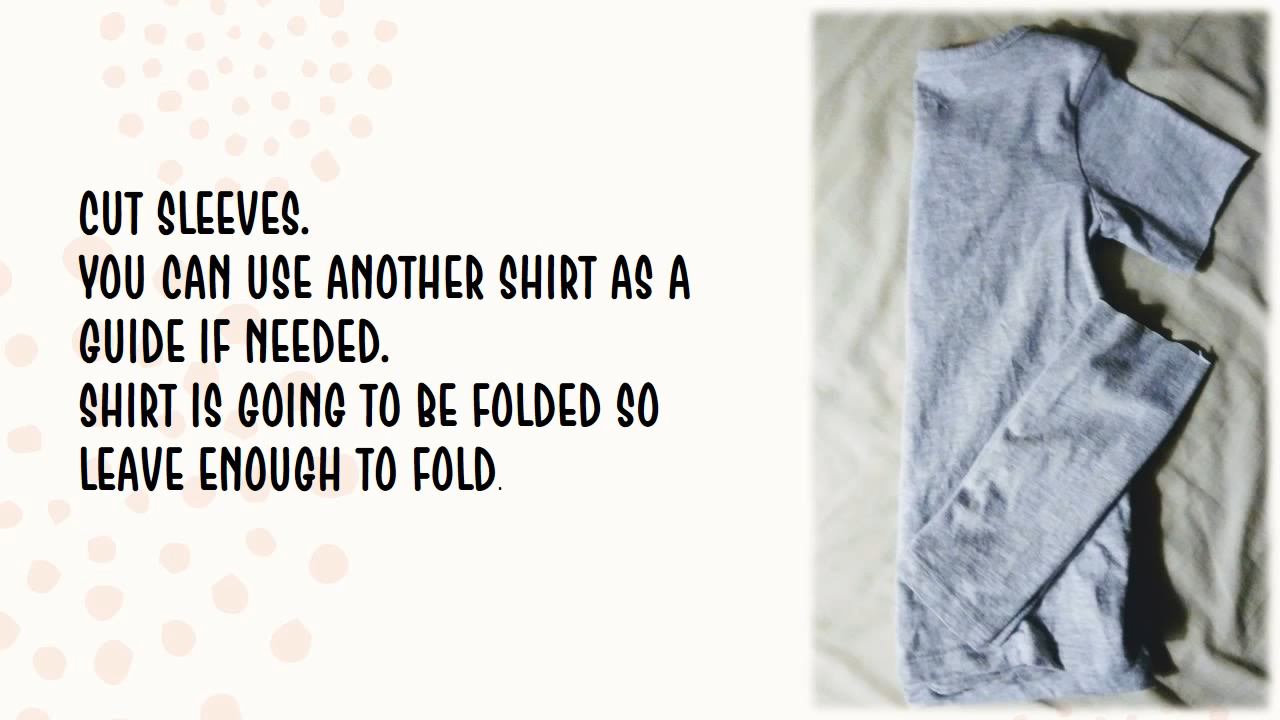 CUT SLEEVES.
YOU CAN USE ANOTHER SHIRT AS A
GUIDE IF NEEDED.
SHIRT IS GOING TO BE FOLDED SO
LEAVE ENOUGH TO FOLD.